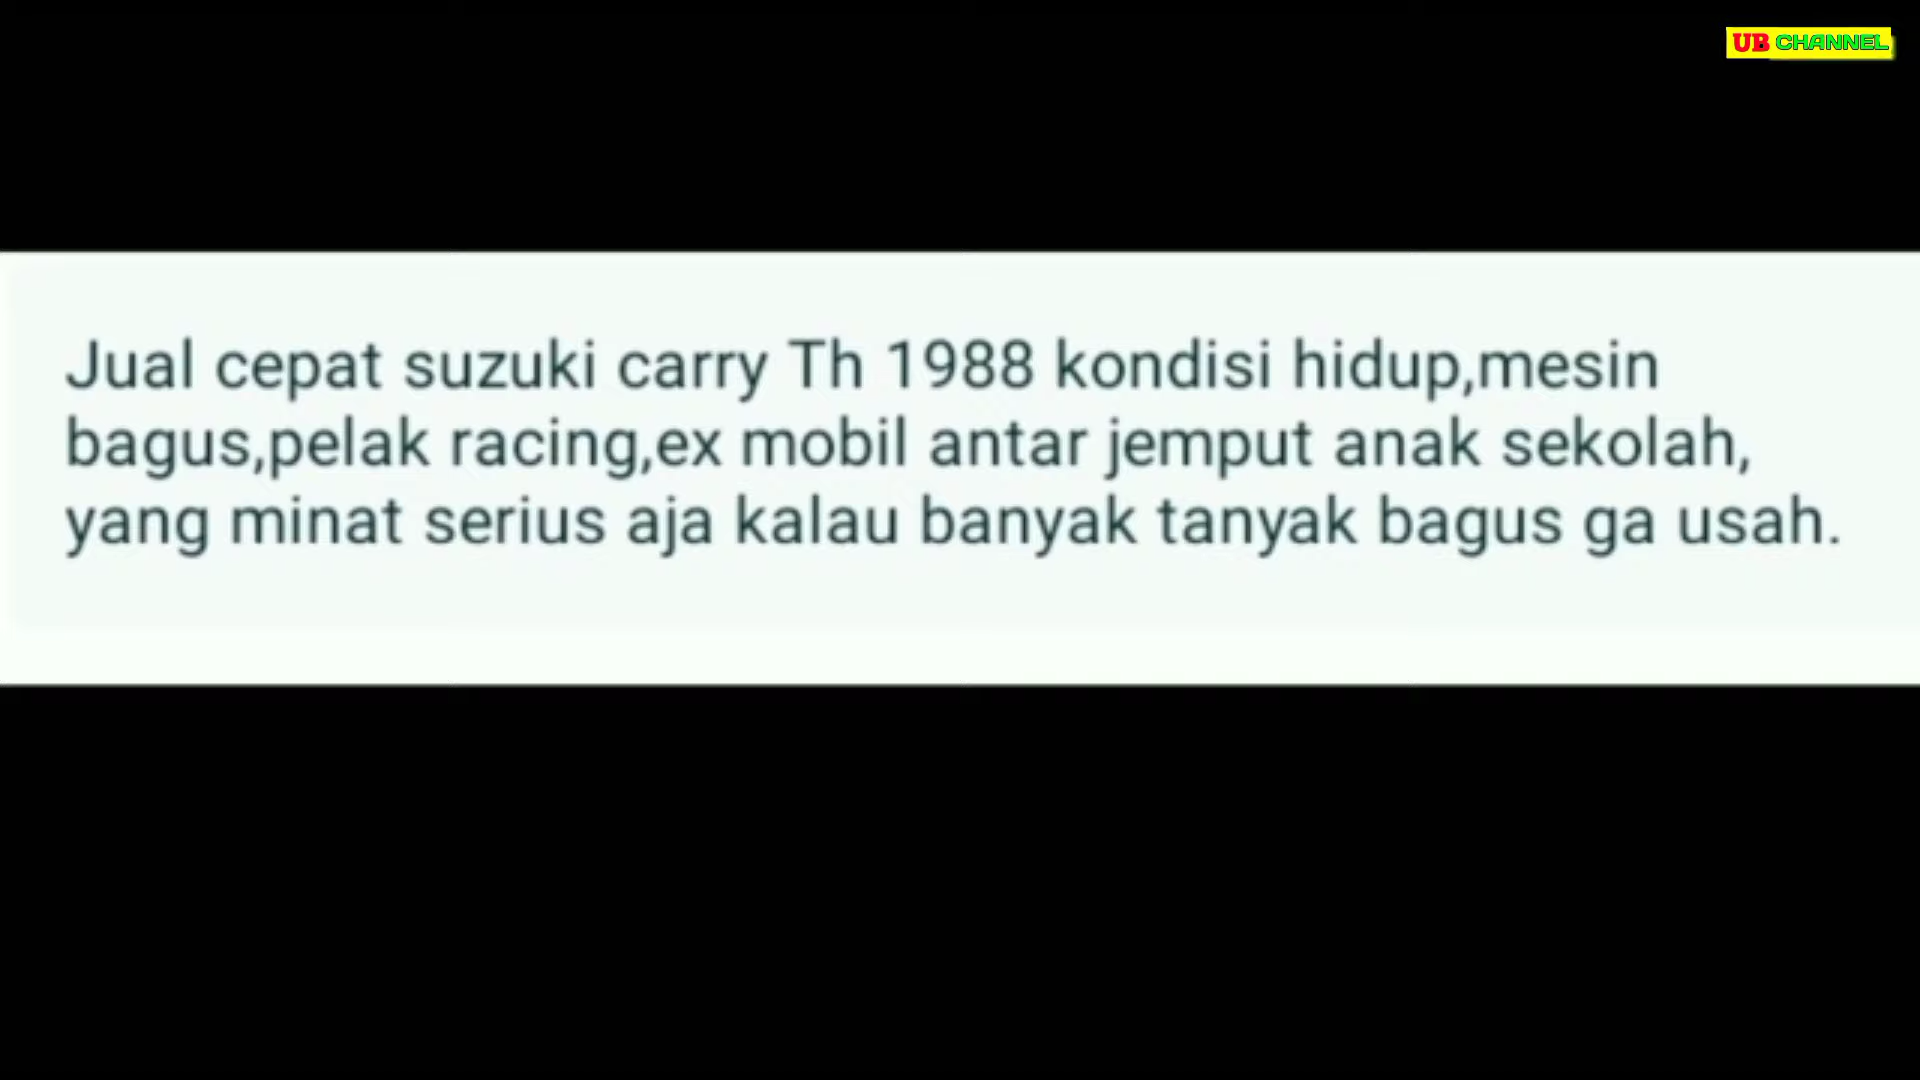 UB CHANNEL
Jual cepat suzuki carry Th 1988 kondisi hidup,mesin
bagus,pelak racing,ex mobil antar jemput anak sekolah,
yang minat serius aja kalau banyak tanyak bagus ga usah.